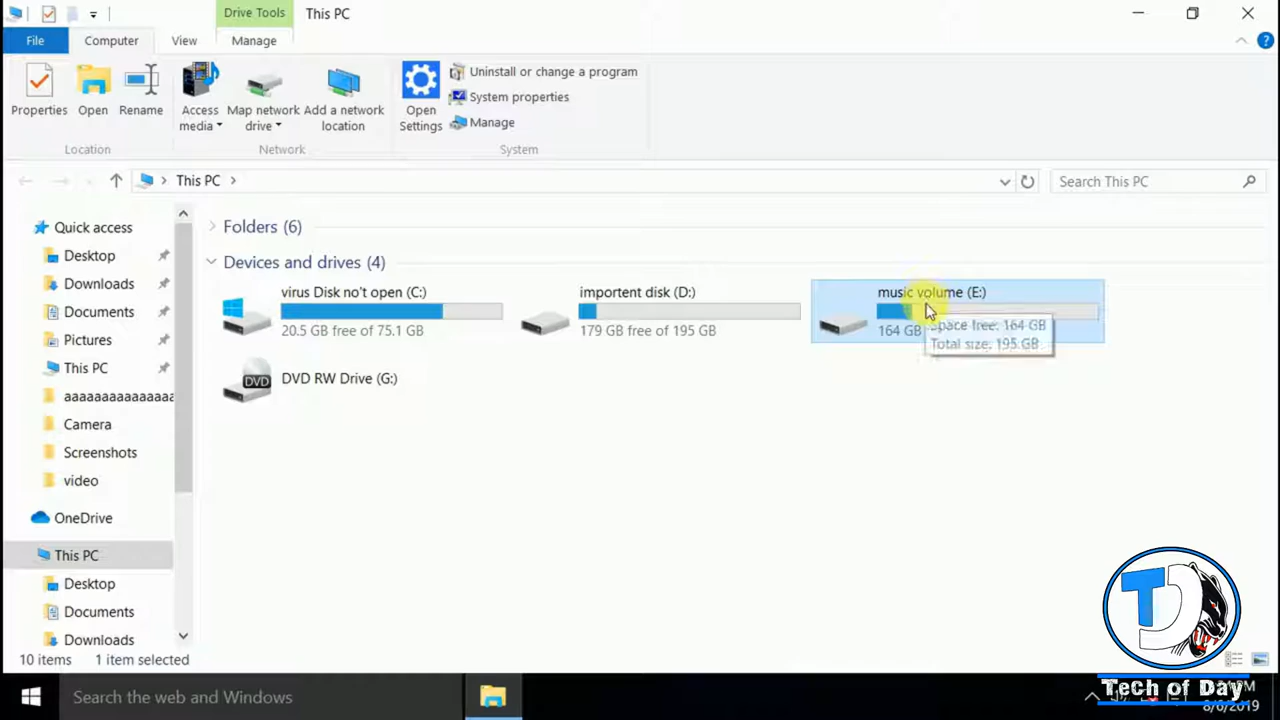 Drive Tools
This PC
File
Computer
View
Manage
Properties
Open
Rename
Access media
Map network drive
Add a network location
Open Settings
Uninstall or change a program
System properties
Manage
Location
Network
System
This PC
Search This PC
Quick access
Desktop
Downloads
Documents
Pictures
This PC
aaaaaaaaaaaaaaa
Camera
Screenshots
video
OneDrive
This PC
Desktop
Documents
Downloads
Folders (6)
Devices and drives (4)
virus Disk no't open (C:)
20.5 GB free of 75.1 GB
importent disk (D:)
179 GB free of 195 GB
music volume (E:)
164 GB
Space free: 164 GB
Total size: 195 GB
DVD
DVD RW Drive (G:)
10 items
1 item selected
Search the web and Windows
TD
Tech of Day
8/6/2019